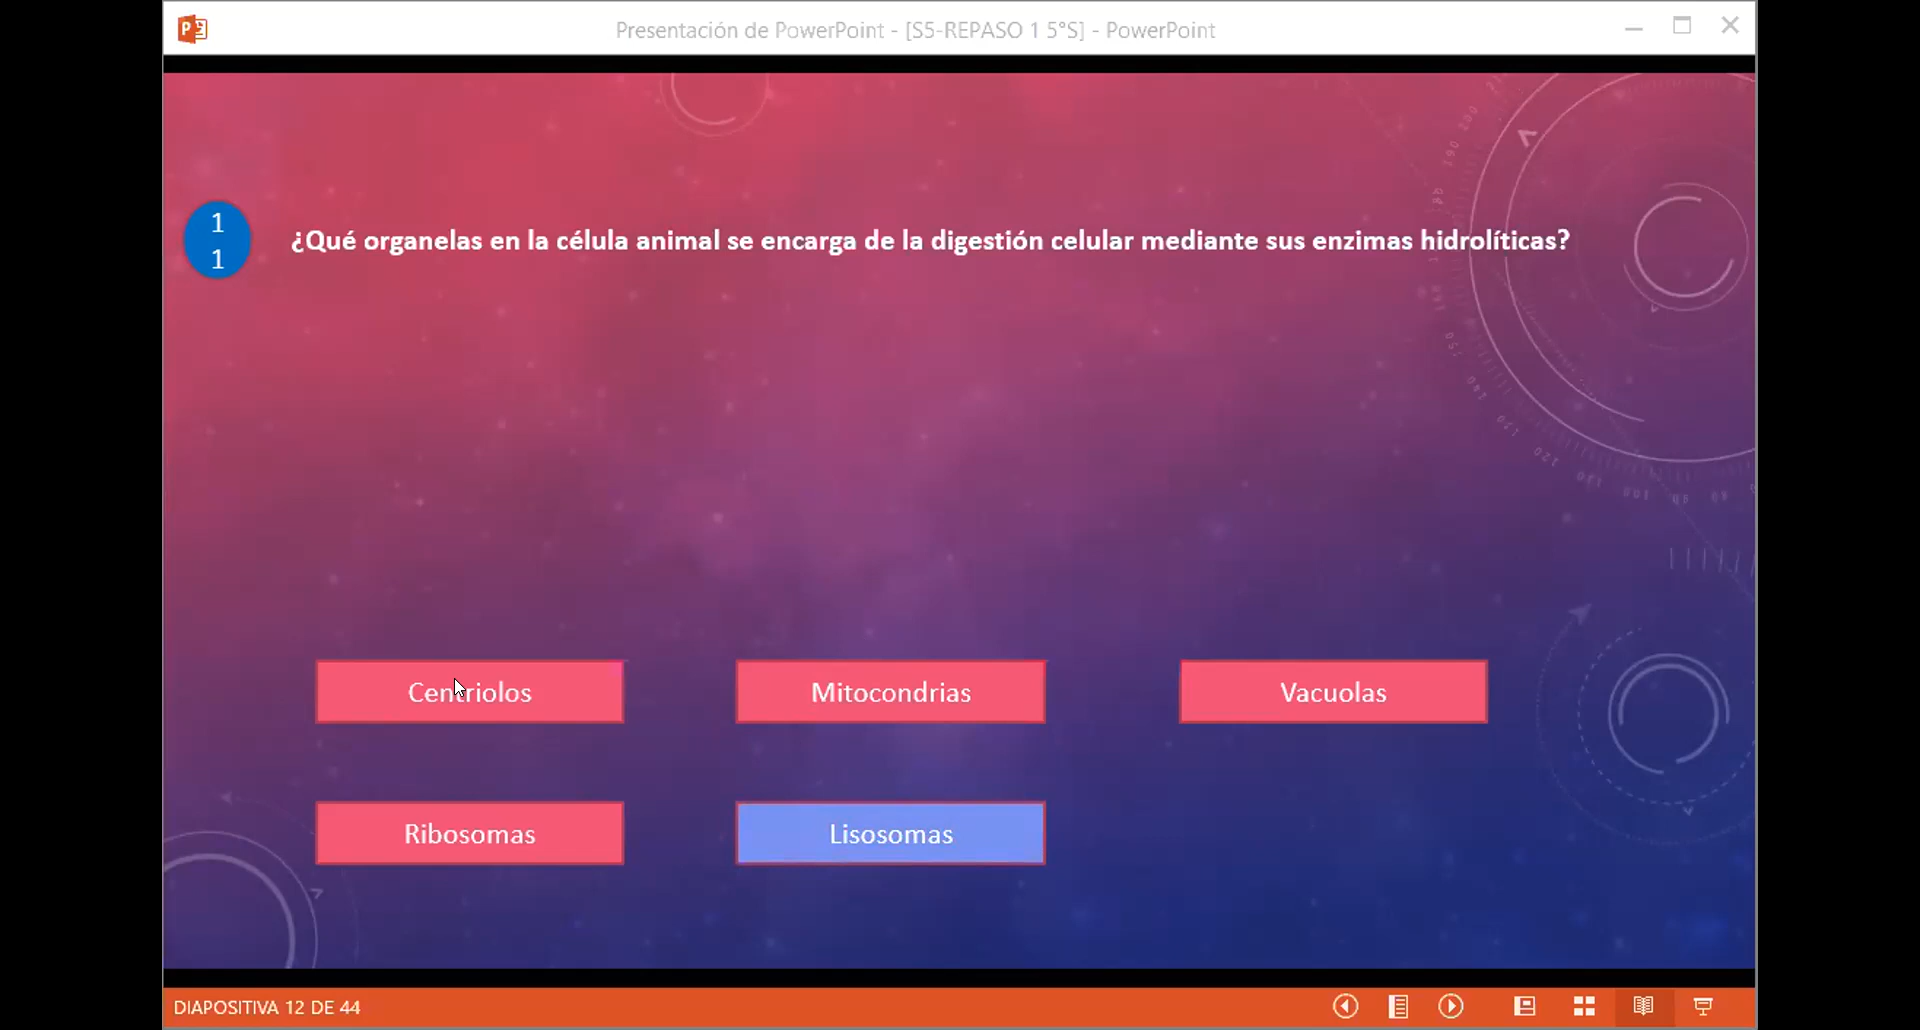 Presentación de PowerPoint - [S5-REPASO 1 5°S] - PowerPoint
1
1
¿Qué organelas en la célula animal se encarga de la digestión celular mediante sus enzimas hidrolíticas?
Centriolos
Mitocondrias
Vacuolas
Ribosomas
Lisosomas
DIAPOSITIVA 12 DE 44